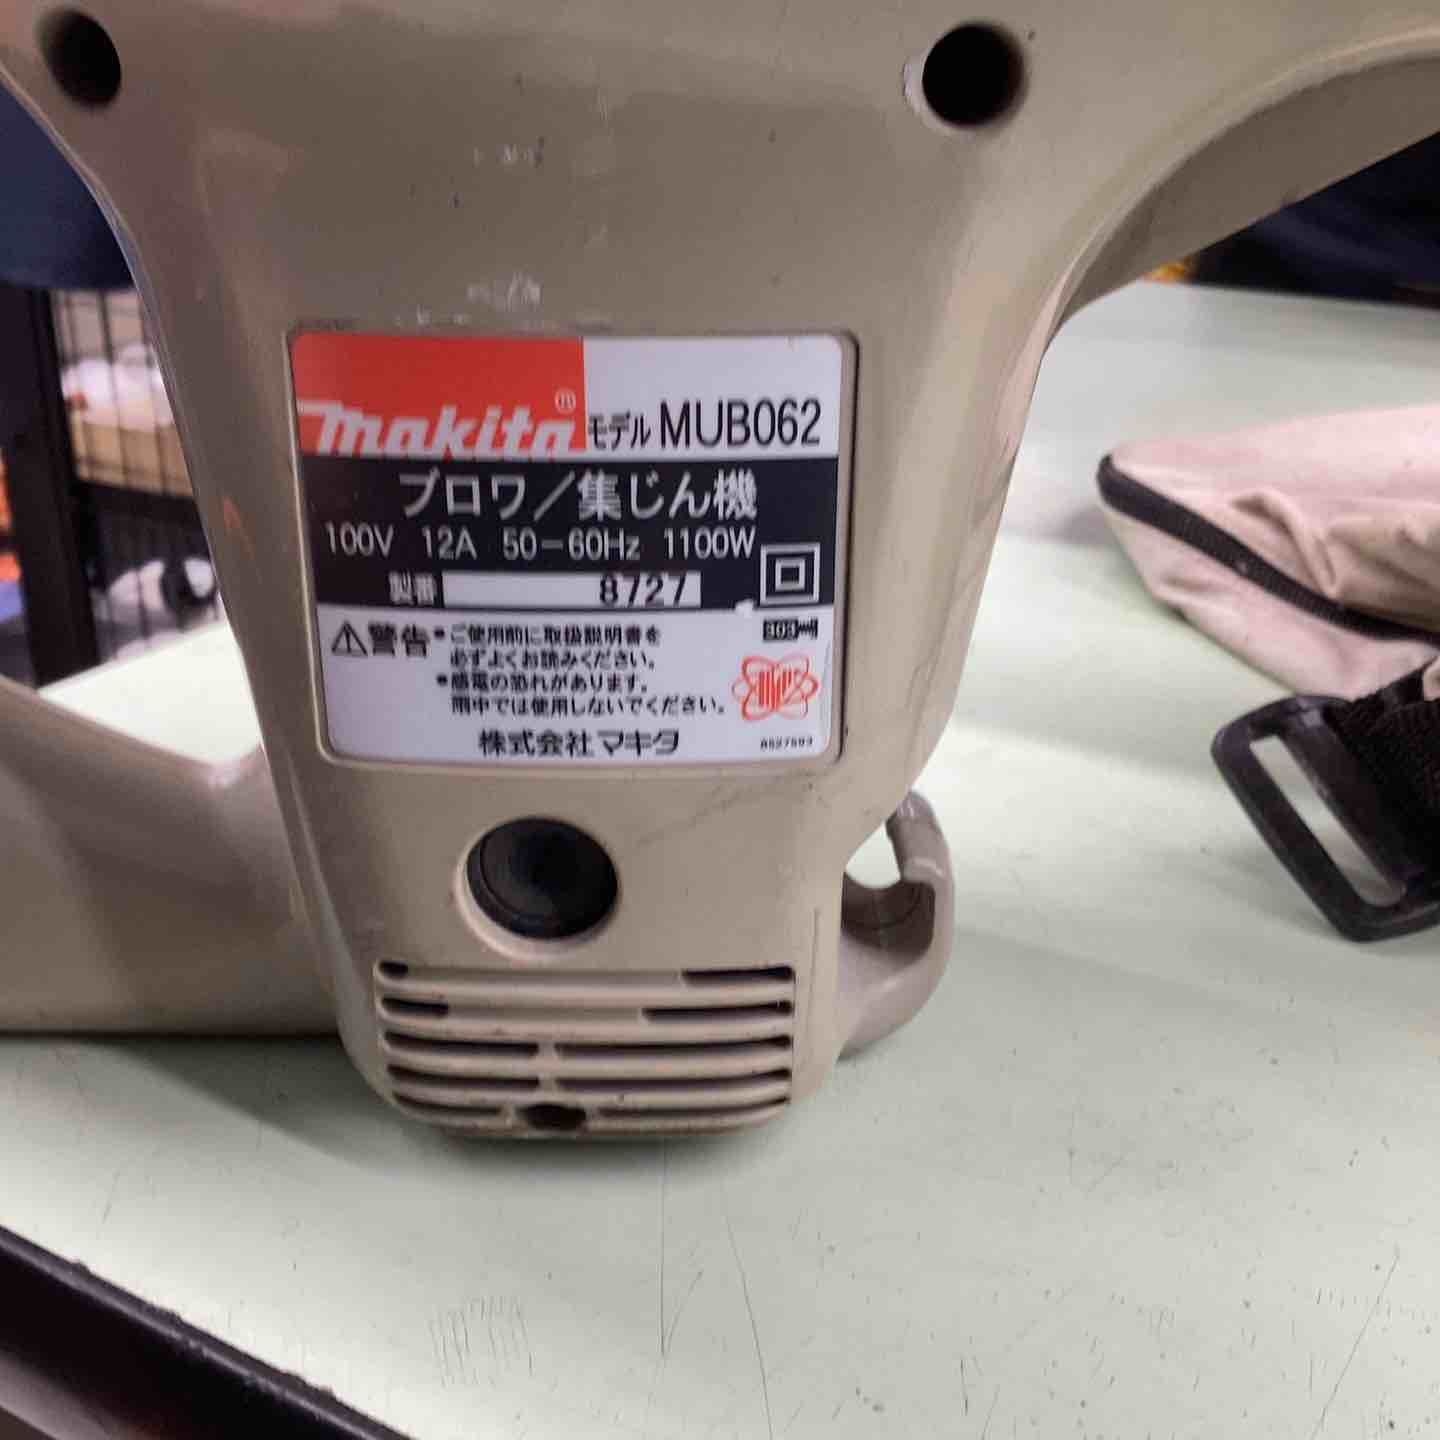 makita® モデル MUB062
ブロワ／集じん機
100V 12A 50−60Hz 1100W
製番 8727
⚠警告 •ご使用前に取扱説明書を
必ずよくお読みください。
•感電の恐れがあります。
雨中では使用しないでください。
株式会社マキタ